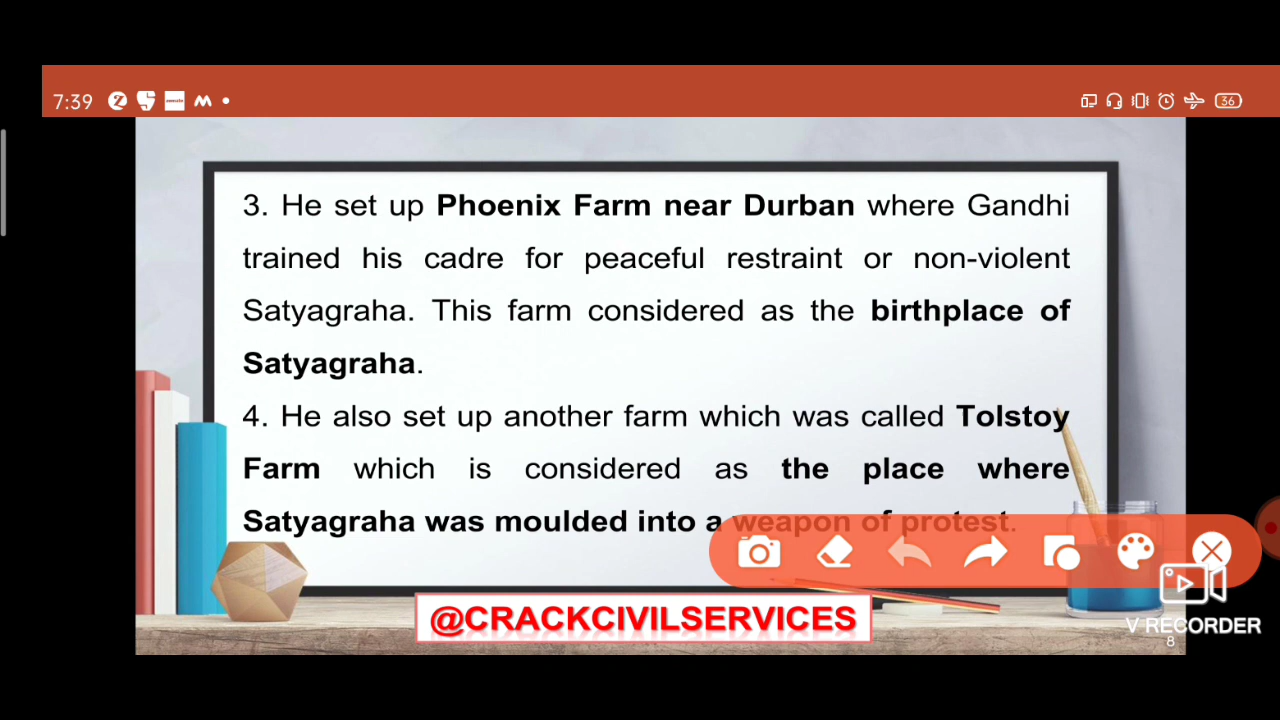 7:39
36
3. He set up Phoenix Farm near Durban where Gandhi
trained his cadre for peaceful restraint or non-violent
Satyagraha. This farm considered as the birthplace of
Satyagraha.
4. He also set up another farm which was called Tolstoy
Farm which is considered as the place where
Satyagraha was moulded into a weapon of protest.
@CRACKCIVILSERVICES
V RECORDER
8